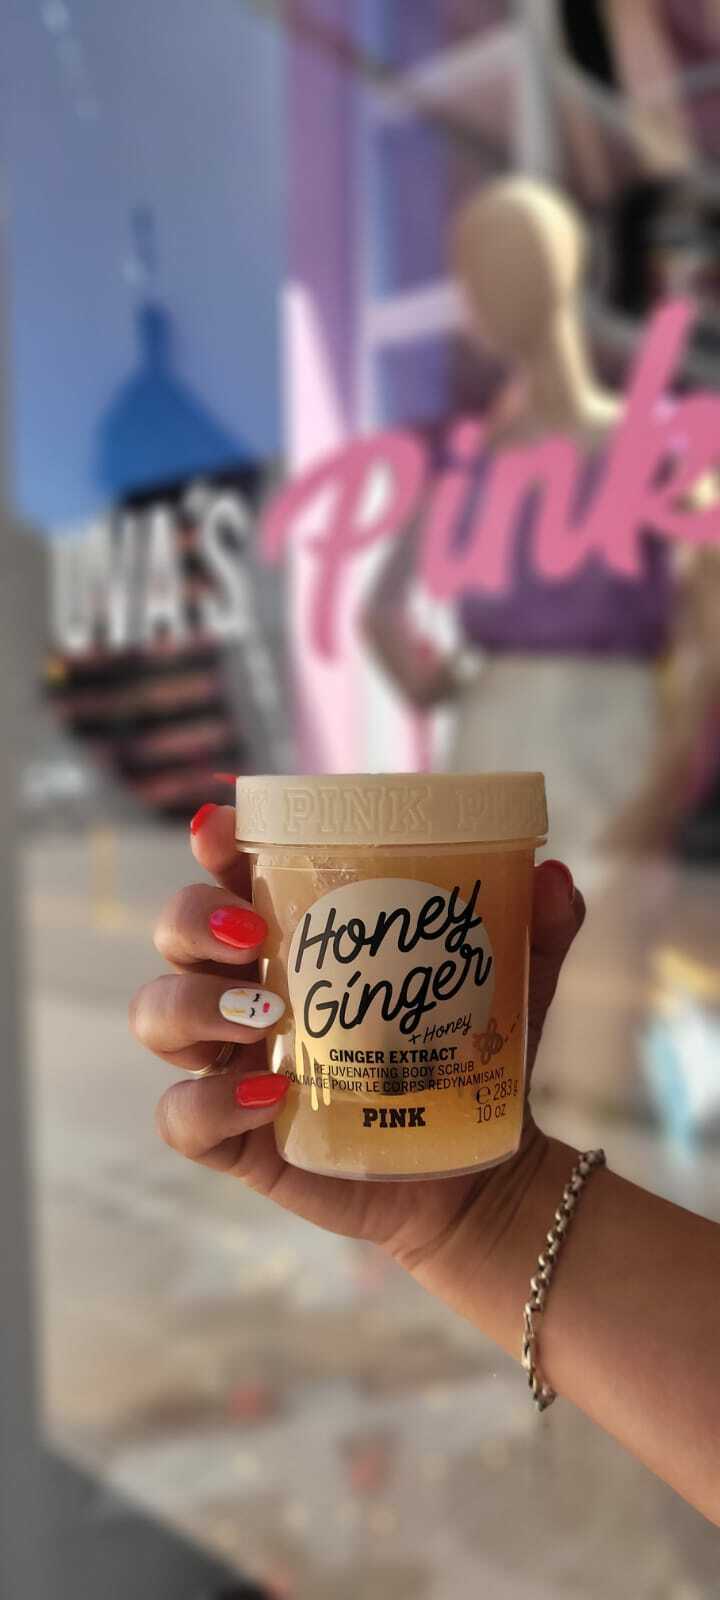 Pink
UVA'S
PINK
Honey
Ginger
+ Honey
GINGER EXTRACT
REJUVENATING BODY SCRUB
GOMMAGE POUR LE CORPS REDYNAMISANT
PINK
e 283 g
10 oz